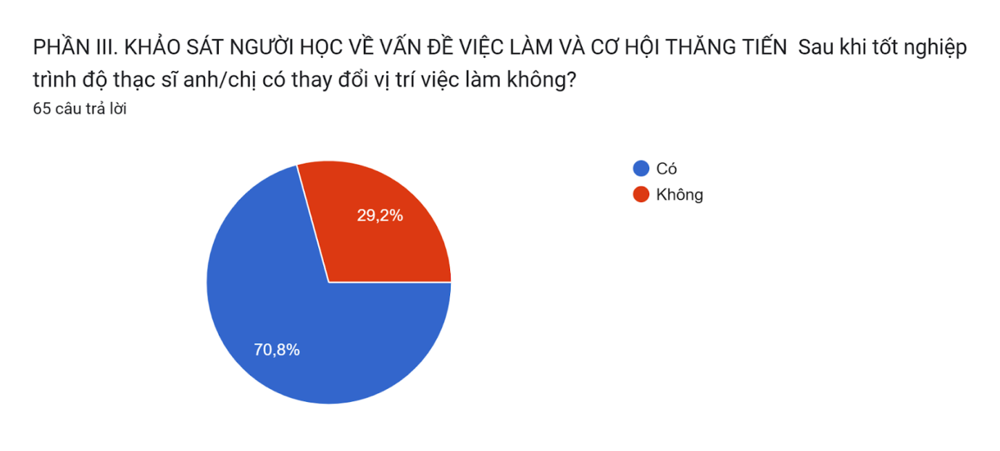 PHẦN III. KHẢO SÁT NGƯỜI HỌC VỀ VẤN ĐỀ VIỆC LÀM VÀ CƠ HỘI THĂNG TIẾN  Sau khi tốt nghiệp
trình độ thạc sĩ anh/chị có thay đổi vị trí việc làm không?
65 câu trả lời
Có
Không
29,2%
70,8%